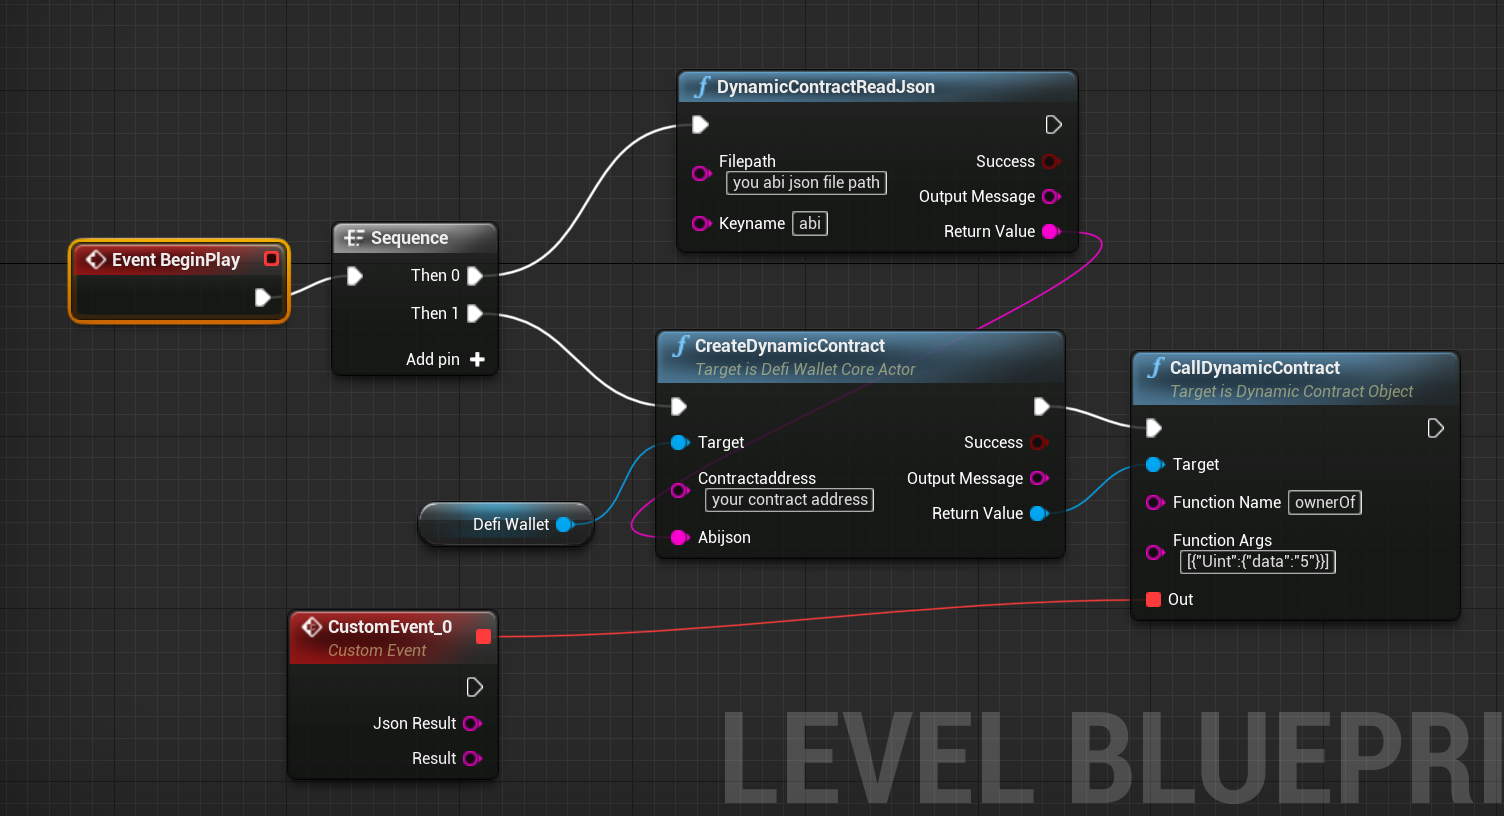 DynamicContractReadJson
Filepath
you abi json file path
Keyname abi
Success
Output Message
Return Value
Event BeginPlay
Sequence
Then 0
Then 1
Add pin
CreateDynamicContract
Target is Defi Wallet Core Actor
Target
Contractaddress
your contract address
Abijson
Success
Output Message
Return Value
Defi Wallet
CallDynamicContract
Target is Dynamic Contract Object
Target
Function Name ownerOf
Function Args
[{"Uint":{"data":"5"}}]
Out
CustomEvent_0
Custom Event
Json Result
Result
LEVEL BLUEPRI